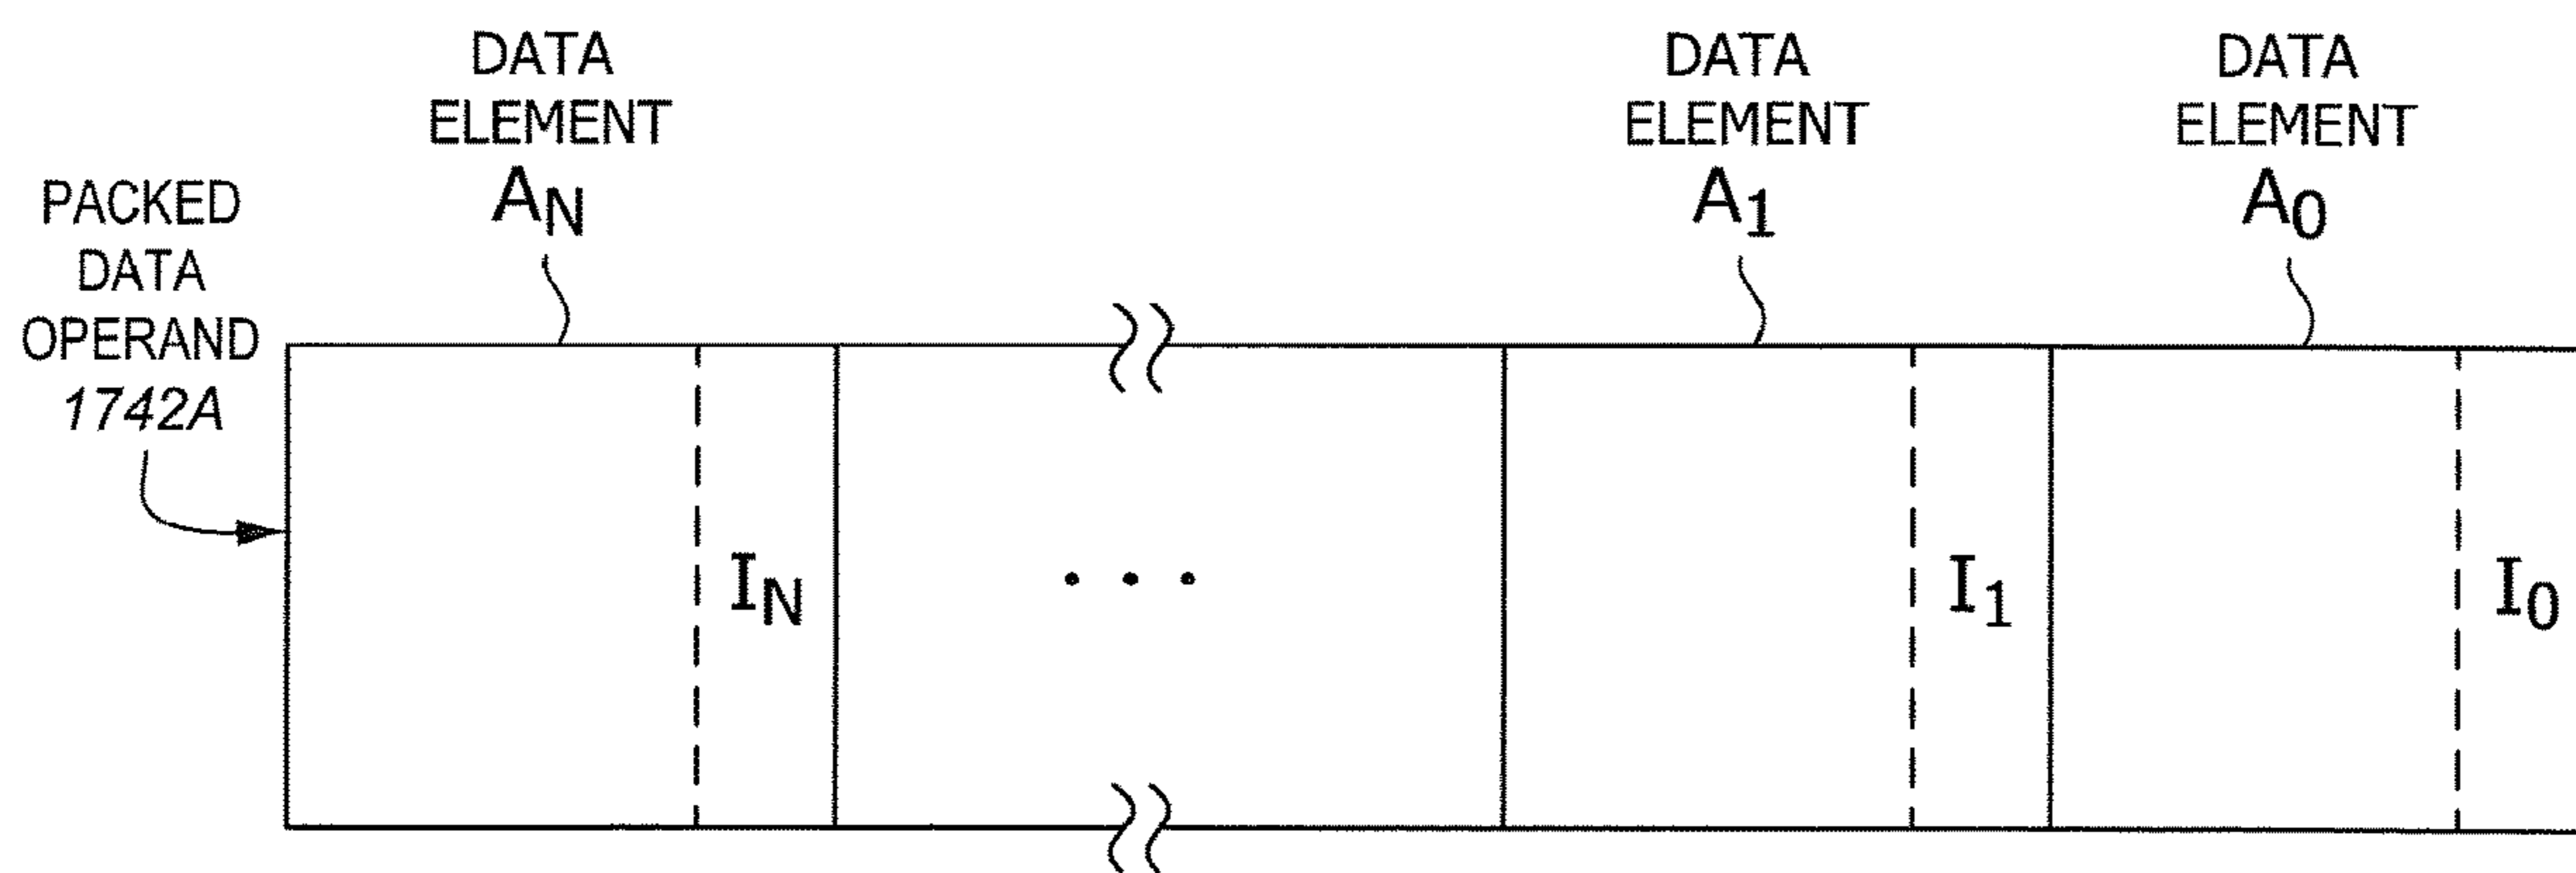 DATA
ELEMENT
A_N
DATA
ELEMENT
A_1
DATA
ELEMENT
A_0
PACKED
DATA
OPERAND
1742A
I_N
• • •
I_1
I_0